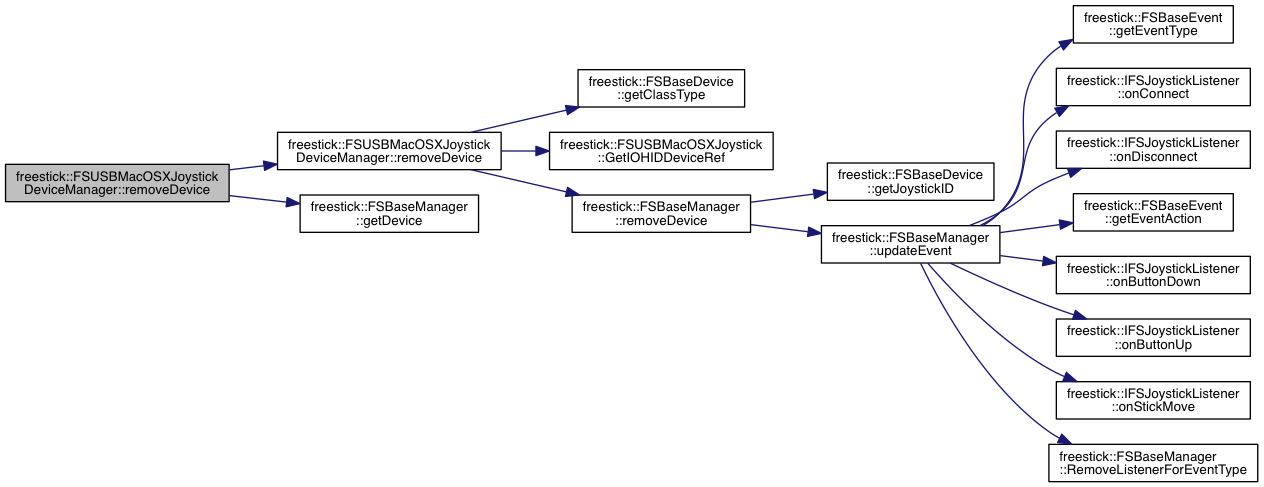 freestick::FSUSBMacOSXJoystick
DeviceManager::removeDevice
freestick::FSUSBMacOSXJoystick
DeviceManager::removeDevice
freestick::FSBaseManager
::getDevice
freestick::FSBaseDevice
::getClassType
freestick::FSUSBMacOSXJoystick
::GetIOHIDDeviceRef
freestick::FSBaseManager
::removeDevice
freestick::FSBaseDevice
::getJoystickID
freestick::FSBaseManager
::updateEvent
freestick::FSBaseEvent
::getEventType
freestick::IFSJoystickListener
::onConnect
freestick::IFSJoystickListener
::onDisconnect
freestick::FSBaseEvent
::getEventAction
freestick::IFSJoystickListener
::onButtonDown
freestick::IFSJoystickListener
::onButtonUp
freestick::IFSJoystickListener
::onStickMove
freestick::FSBaseManager
::RemoveListenerForEventType